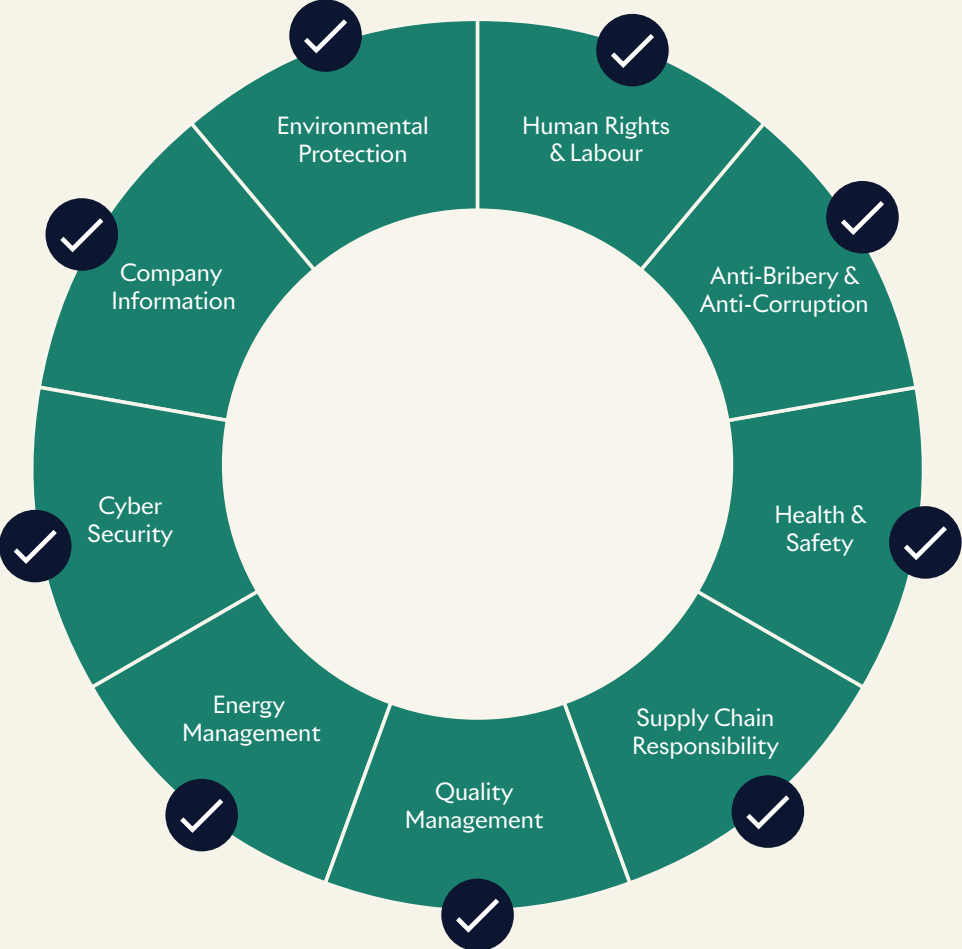 Environmental
Protection
Human Rights
& Labour
Anti-Bribery &
Anti-Corruption
Health &
Safety
Supply Chain
Responsibility
Quality
Management
Energy
Management
Cyber
Security
Company
Information